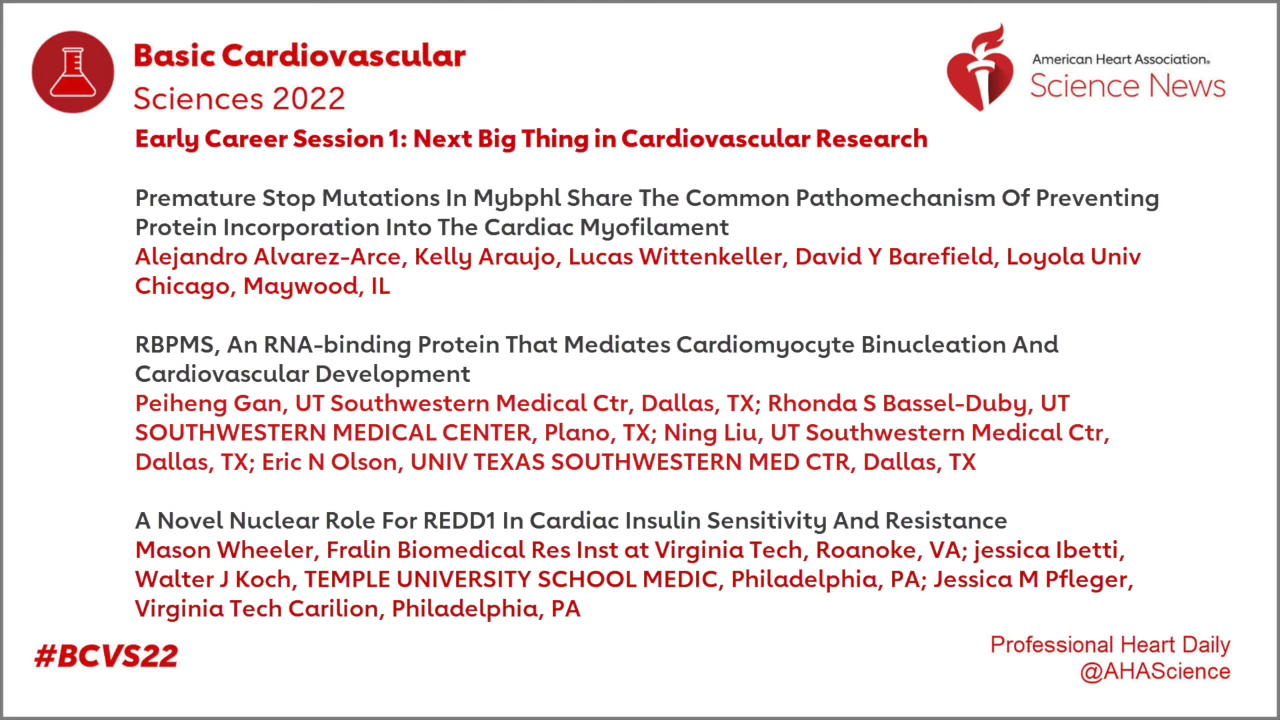 Basic Cardiovascular
Sciences 2022
American Heart Association®
Science News
Early Career Session 1: Next Big Thing in Cardiovascular Research
Premature Stop Mutations In Mybphl Share The Common Pathomechanism Of Preventing
Protein Incorporation Into The Cardiac Myofilament
Alejandro Alvarez-Arce, Kelly Araujo, Lucas Wittenkeller, David Y Barefield, Loyola Univ
Chicago, Maywood, IL
RBPMS, An RNA-binding Protein That Mediates Cardiomyocyte Binucleation And
Cardiovascular Development
Peiheng Gan, UT Southwestern Medical Ctr, Dallas, TX; Rhonda S Bassel-Duby, UT
SOUTHWESTERN MEDICAL CENTER, Plano, TX; Ning Liu, UT Southwestern Medical Ctr,
Dallas, TX; Eric N Olson, UNIV TEXAS SOUTHWESTERN MED CTR, Dallas, TX
A Novel Nuclear Role For REDD1 In Cardiac Insulin Sensitivity And Resistance
Mason Wheeler, Fralin Biomedical Res Inst at Virginia Tech, Roanoke, VA; jessica Ibetti,
Walter J Koch, TEMPLE UNIVERSITY SCHOOL MEDIC, Philadelphia, PA; Jessica M Pfleger,
Virginia Tech Carilion, Philadelphia, PA
#BCVS22
Professional Heart Daily
@AHAScience